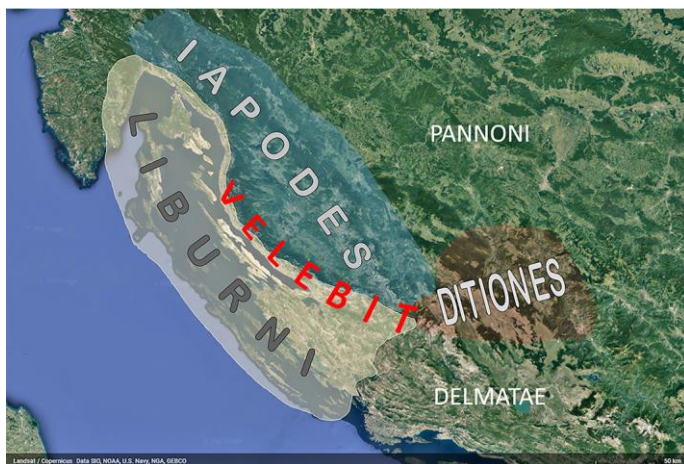 IAPODES
PANNONI
LIBURNI
VELEBIT
DITIONES
DELMATAE
Landsat / Copernicus Data SIO, NOAA, U.S. Navy, NGA, GEBCO
50 km